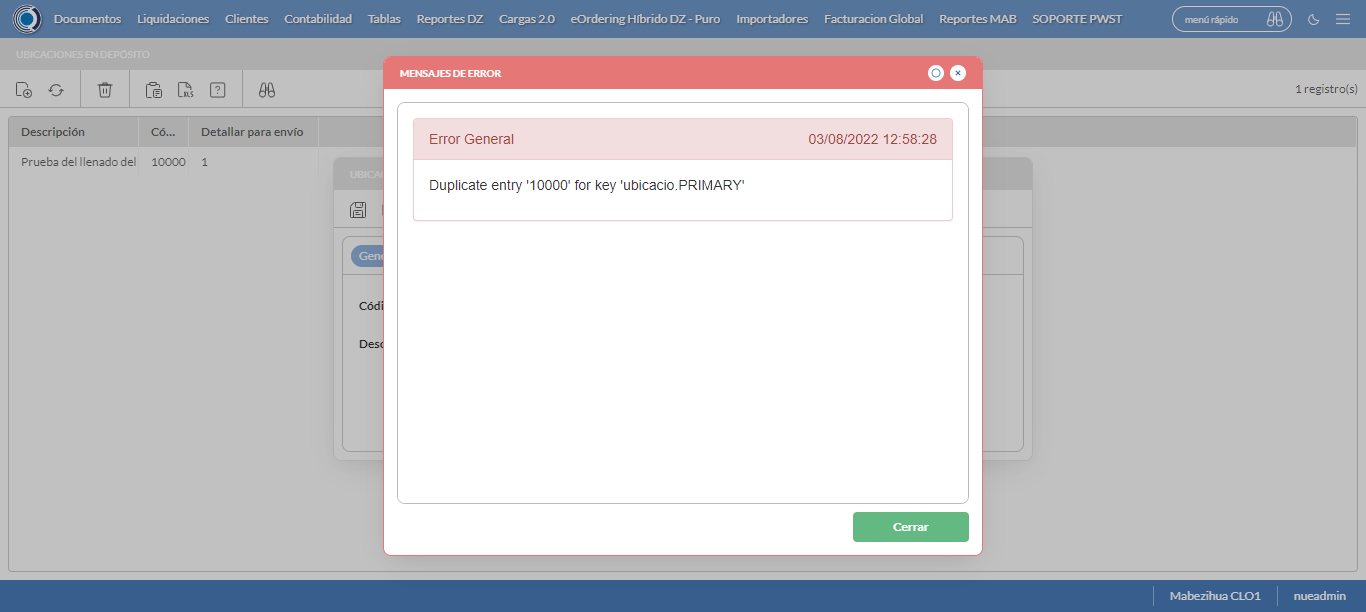 Documentos Liquidaciones Clientes Contabilidad Tablas Reportes DZ Cargas 2.0 eOrdering Híbrido DZ - Puro Importadores Facturacion Global Reportes MAB SOPORTE PWST menú rápido
UBICACIONES EN DEPÓSITO
MENSAJES DE ERROR
XLS ?
1 registro(s)
Descripción Có... Detallar para envío
Error General 03/08/2022 12:58:28
Prueba del llenado del 10000 1
UBICA
Duplicate entry '10000' for key 'ubicacio.PRIMARY'
Gene
Códi
Desc
Cerrar
Mabezihua CLO1 nueadmin